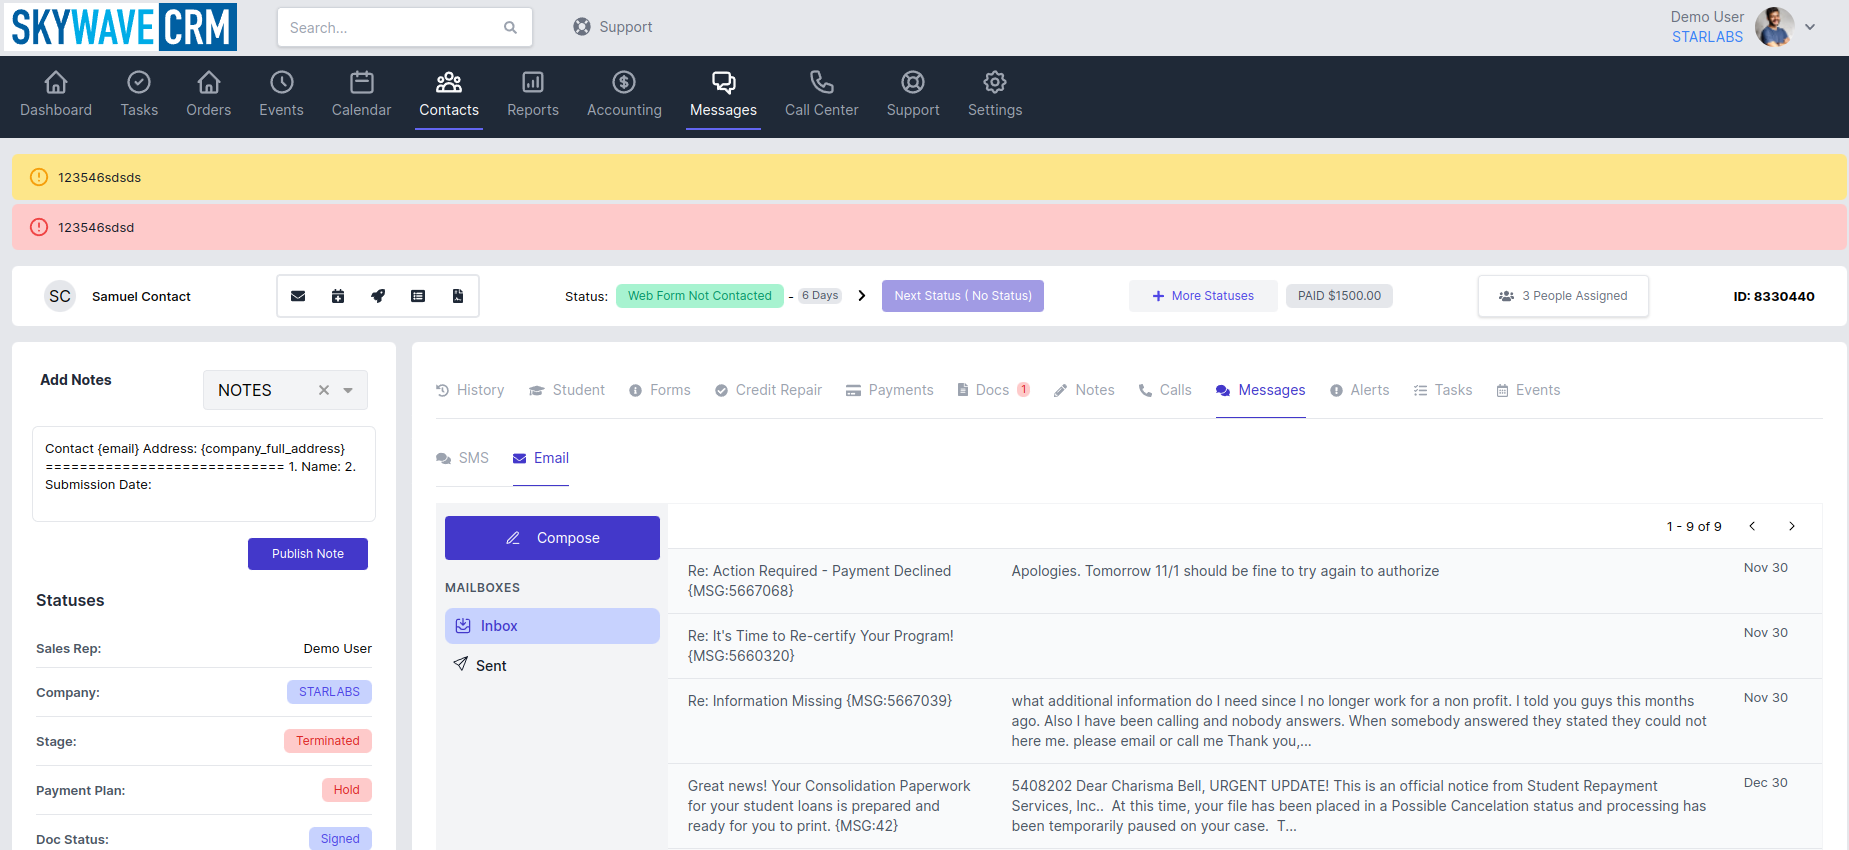 SKYWAVE CRM
Search...
Support
Demo User
STARLABS
Dashboard
Tasks
Orders
Events
Calendar
Contacts
Reports
Accounting
Messages
Call Center
Support
Settings
123546sdsds
123546sdsd
SC
Samuel Contact
Status:
Web Form Not Contacted
- 6 Days
Next Status ( No Status)
More Statuses
PAID $1500.00
3 People Assigned
ID: 8330440
Add Notes
NOTES
Contact {email} Address: {company_full_address}
============================ 1. Name: 2.
Submission Date:
Publish Note
Statuses
Sales Rep: Demo User
Company: STARLABS
Stage: Terminated
Payment Plan: Hold
Doc Status: Signed
History
Student
Forms
Credit Repair
Payments
Docs 1
Notes
Calls
Messages
Alerts
Tasks
Events
SMS
Email
Compose
MAILBOXES
Inbox
Sent
1 - 9 of 9
Re: Action Required - Payment Declined
{MSG:5667068}
Apologies. Tomorrow 11/1 should be fine to try again to authorize
Nov 30
Re: It's Time to Re-certify Your Program!
{MSG:5660320}
Nov 30
Re: Information Missing {MSG:5667039}
what additional information do I need since I no longer work for a non profit. I told you guys this months
ago. Also I have been calling and nobody answers. When somebody answered they stated they could not
here me. please email or call me Thank you,...
Nov 30
Great news! Your Consolidation Paperwork
for your student loans is prepared and
ready for you to print. {MSG:42}
5408202 Dear Charisma Bell, URGENT UPDATE! This is an official notice from Student Repayment
Services, Inc.. At this time, your file has been placed in a Possible Cancelation status and processing has
been temporarily paused on your case. T...
Dec 30